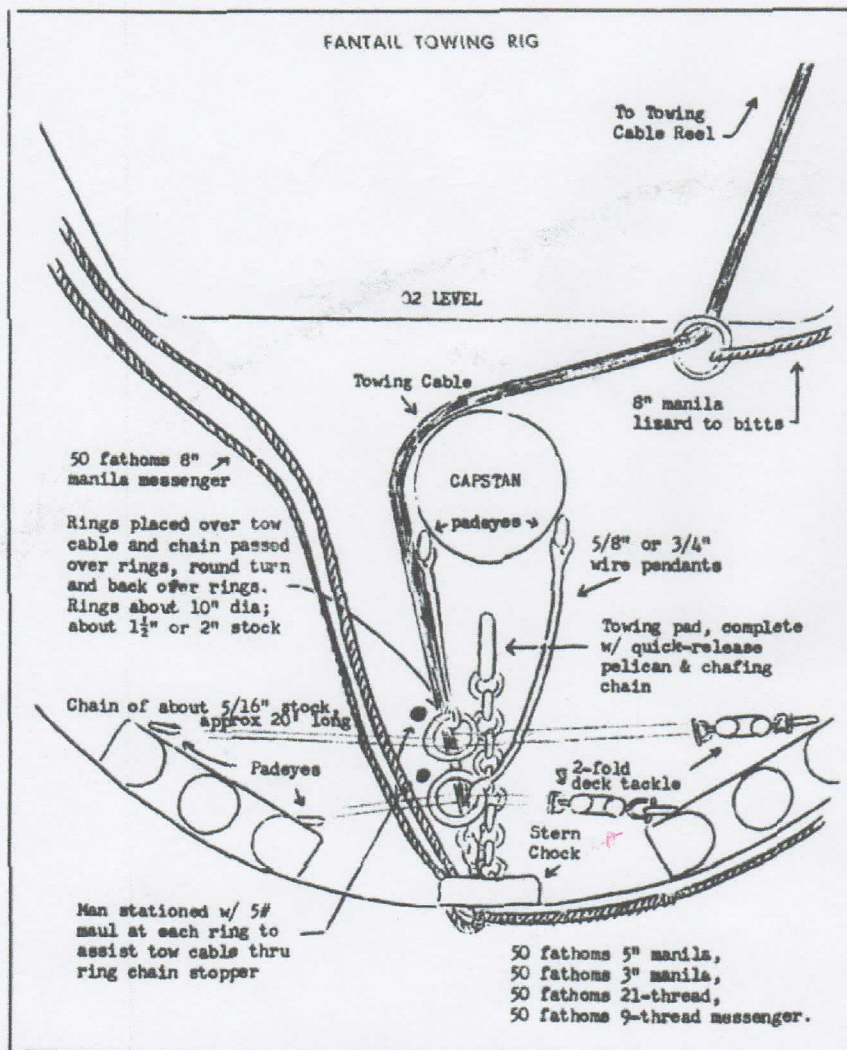 FANTAIL TOWING RIG
To Towing
Cable Reel
02 LEVEL
Towing Cable
8" manila
lizard to bitts
50 fathoms 8"
manila messenger
CAPSTAN
padeyes
Rings placed over tow
cable and chain passed
over rings, round turn
and back over rings.
Rings about 10" dia;
about 1½" or 2" stock
5/8" or 3/4"
wire pendants
Towing pad, complete
w/ quick-release
pelican & chafing
chain
Chain of about 5/16" stock,
approx 20' long
Padeyes
2-fold
deck tackle
Stern
Chock
Man stationed w/ 5#
maul at each ring to
assist tow cable thru
ring chain stopper
50 fathoms 5" manila,
50 fathoms 3" manila,
50 fathoms 21-thread,
50 fathoms 9-thread messenger.